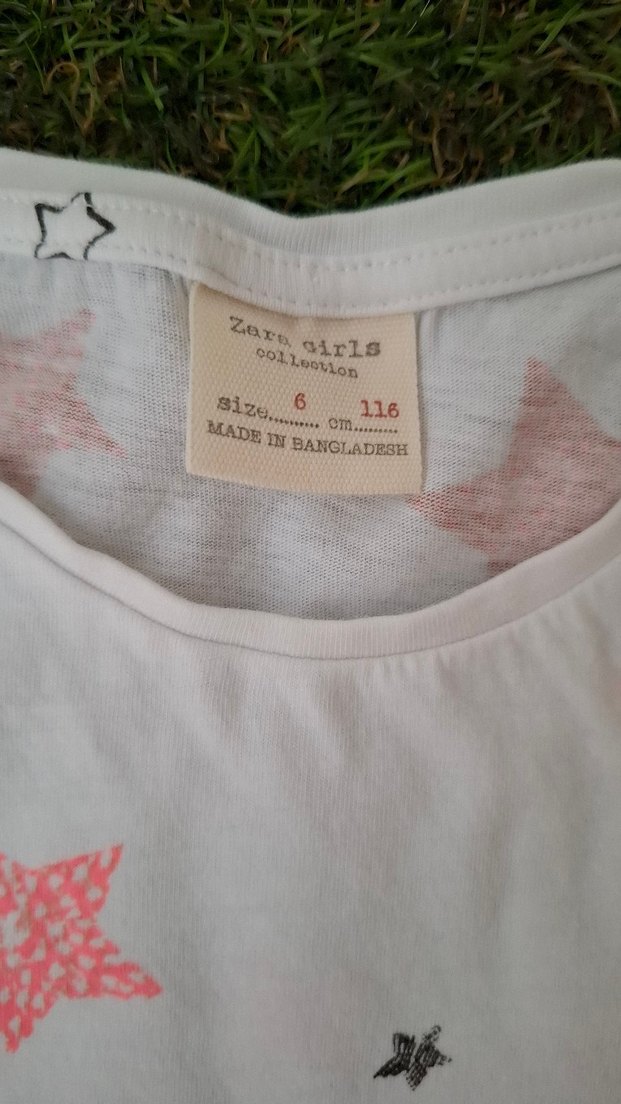 Zara girls
collection
size.......... 6 cm......... 116
MADE IN BANGLADESH